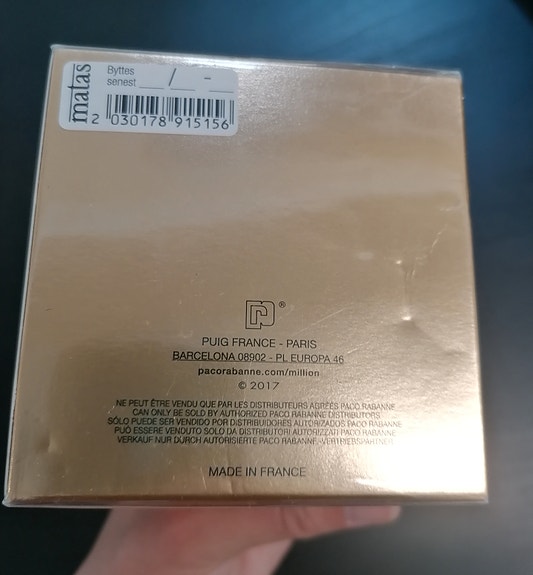 matas
Byttes
senest __/__-__
2 030178 915156
®
PUIG FRANCE - PARIS
BARCELONA 08902 - PL EUROPA 46
pacorabanne.com/million
© 2017
NE PEUT ÊTRE VENDU QUE PAR LES DISTRIBUTEURS AGRÉÉS PACO RABANNE
CAN ONLY BE SOLD BY AUTHORIZED PACO RABANNE DISTRIBUTORS
SÓLO PUEDE SER VENDIDO POR DISTRIBUIDORES AUTORIZADOS PACO RABANNE
PUÒ ESSERE VENDUTO SOLO DA DISTRIBUTORI AUTORIZZATI PACO RABANNE
VERKAUF NUR DURCH AUTORISIERTE PACO RABANNE-VERTRIEBSPARTNER
MADE IN FRANCE